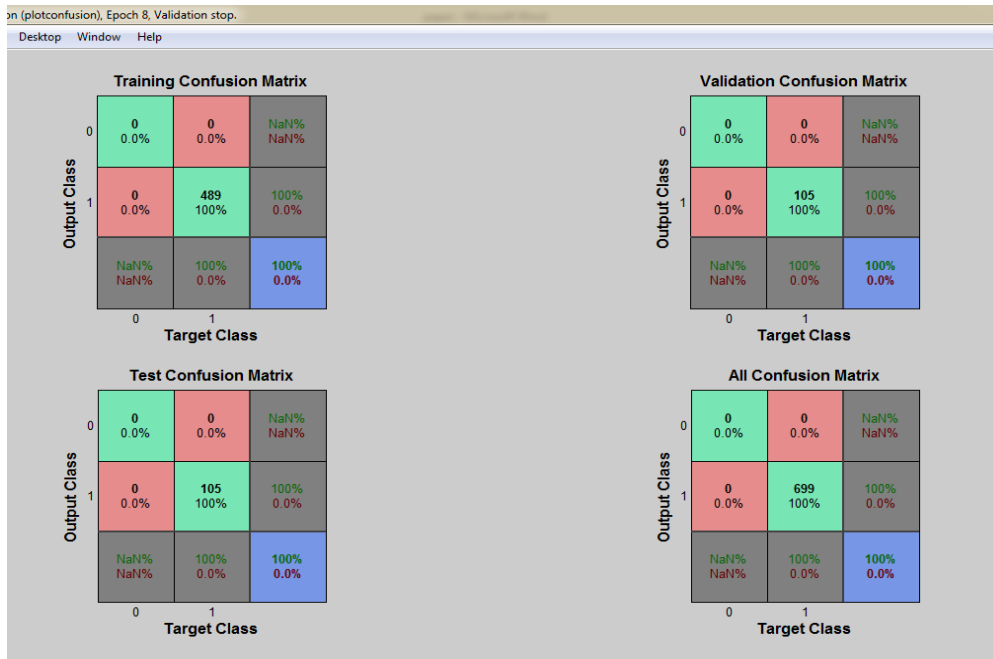 on (plotconfusion), Epoch 8, Validation stop.
Desktop Window Help
Training Confusion Matrix
Output Class
0
0
0.0%
0
0.0%
NaN%
NaN%
1
0
0.0%
489
100%
100%
0.0%
NaN%
NaN%
100%
0.0%
100%
0.0%
0 1
Target Class
Validation Confusion Matrix
Output Class
0
0
0.0%
0
0.0%
NaN%
NaN%
1
0
0.0%
105
100%
100%
0.0%
NaN%
NaN%
100%
0.0%
100%
0.0%
0 1
Target Class
Test Confusion Matrix
Output Class
0
0
0.0%
0
0.0%
NaN%
NaN%
1
0
0.0%
105
100%
100%
0.0%
NaN%
NaN%
100%
0.0%
100%
0.0%
0 1
Target Class
All Confusion Matrix
Output Class
0
0
0.0%
0
0.0%
NaN%
NaN%
1
0
0.0%
699
100%
100%
0.0%
NaN%
NaN%
100%
0.0%
100%
0.0%
0 1
Target Class